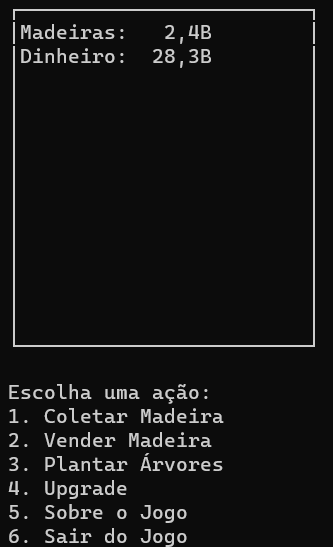 Madeiras: 2,4B
Dinheiro: 28,3B
Escolha uma ação:
1. Coletar Madeira
2. Vender Madeira
3. Plantar Árvores
4. Upgrade
5. Sobre o Jogo
6. Sair do Jogo